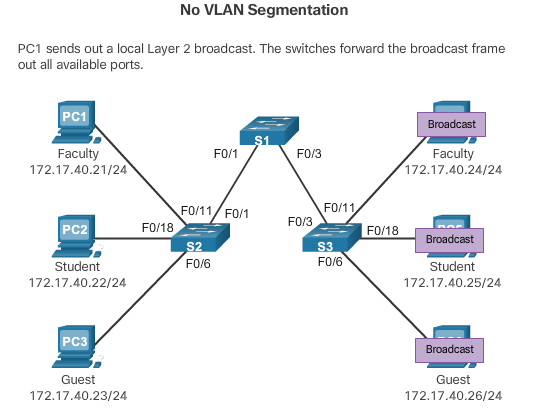 No VLAN Segmentation
PC1 sends out a local Layer 2 broadcast. The switches forward the broadcast frame
out all available ports.
PC1
Faculty
172.17.40.21/24
S1
F0/1
F0/3
Broadcast
Faculty
172.17.40.24/24
PC2
Student
172.17.40.22/24
F0/11
F0/18
F0/1
S2
F0/6
F0/11
F0/3
F0/18
S3
F0/6
Broadcast
Student
172.17.40.25/24
PC3
Guest
172.17.40.23/24
Broadcast
Guest
172.17.40.26/24